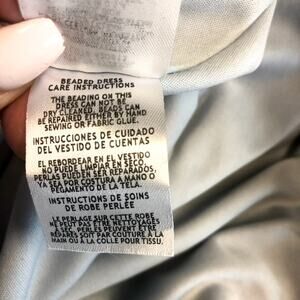 BEADED DRESS
CARE INSTRUCTIONS
THE BEADING ON THIS
DRESS CAN NOT BE
DRY CLEANED. BEADS CAN
BE REPAIRED EITHER BY HAND
SEWING OR FABRIC GLUE.
INSTRUCCIONES DE CUIDADO
DEL VESTIDO DE CUENTAS
EL REBORDEAR EN EL VESTIDO
NO PUEDE LIMPIAR EN SECO.
PERLAS PUEDEN SER REPARADOS,
YA SEA POR COSTURA A MANO O
PEGAMENTO DE LA TELA.
INSTRUCTIONS DE SOINS
DE ROBE PERLÉE
LE PERLAGE SUR CETTE ROBE
NE PEUT PAS ÊTRE NETTOYÉS
À SEC. PERLES PEUVENT ÊTRE
RÉPARÉS SOIT PAR COUTURE À LA
MAIN OU À LA COLLE POUR TISSU.